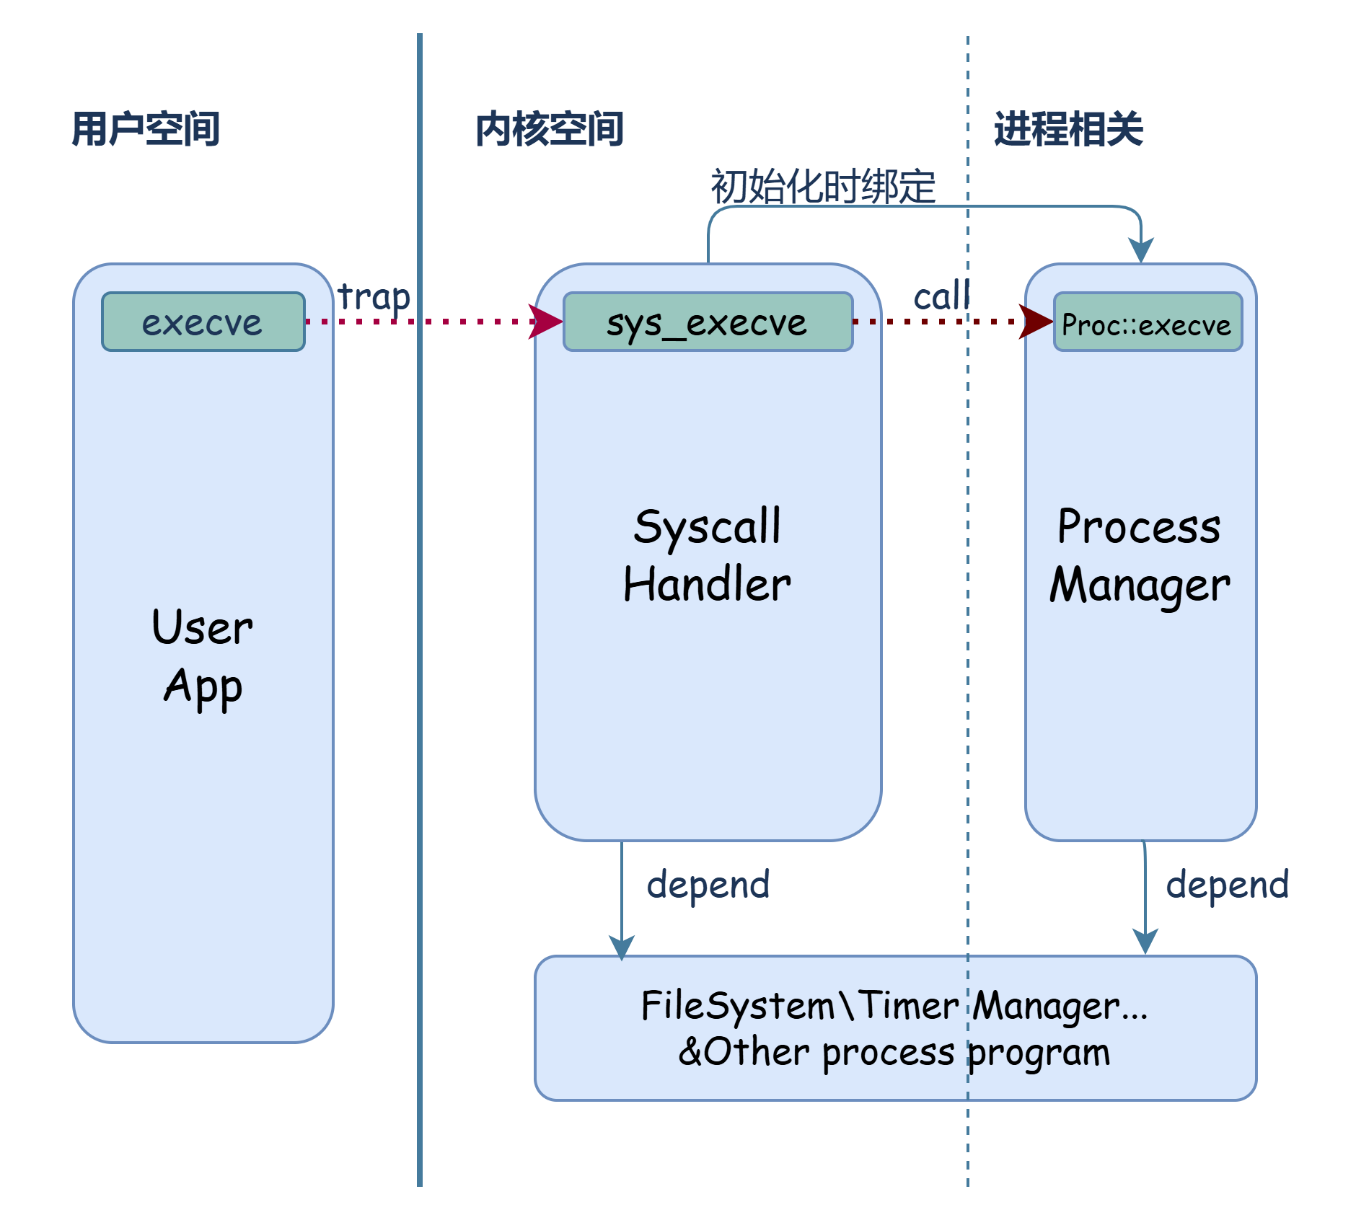 用户空间
内核空间
进程相关
初始化时绑定
execve
trap
sys_execve
call
Proc::execve
Syscall
Handler
Process
Manager
User
App
depend
depend
FileSystem\Timer Manager...
&Other process program